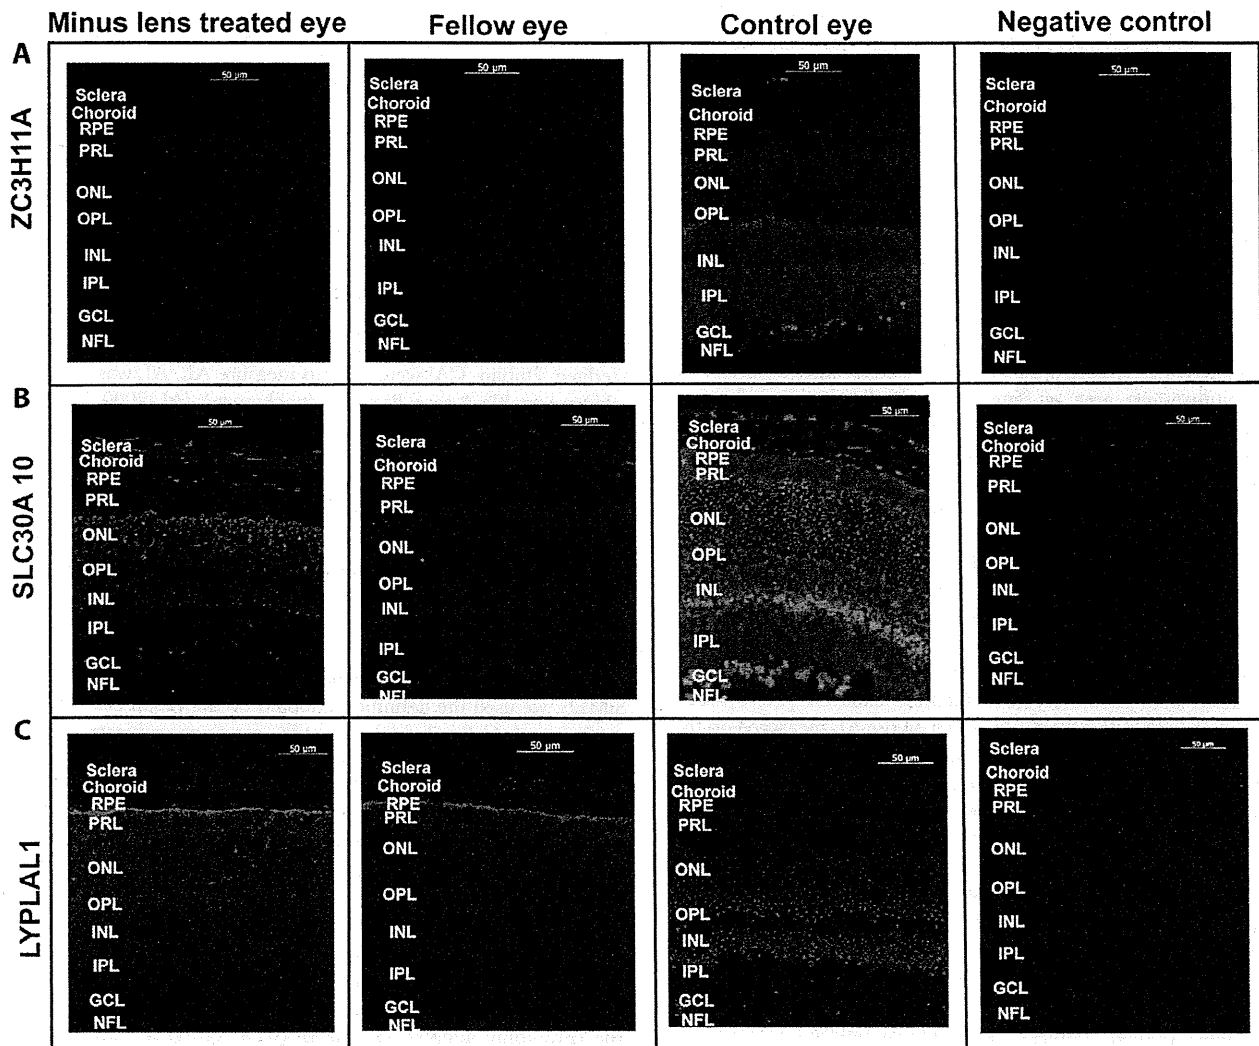 Minus lens treated eye
Fellow eye
Control eye
Negative control
A
ZC3H11A
50 µm
Sclera
Choroid
RPE
PRL
ONL
OPL
INL
IPL
GCL
NFL
50 µm
Sclera
Choroid
RPE
PRL
ONL
OPL
INL
IPL
GCL
NFL
50 µm
Sclera
Choroid
RPE
PRL
ONL
OPL
INL
IPL
GCL
NFL
50 µm
Sclera
Choroid
RPE
PRL
ONL
OPL
INL
IPL
GCL
NFL
B
SLC30A 10
50 µm
Sclera
Choroid
RPE
PRL
ONL
OPL
INL
IPL
GCL
NFL
50 µm
Sclera
Choroid
RPE
PRL
ONL
OPL
INL
IPL
GCL
NFL
50 µm
Sclera
Choroid
RPE
PRL
ONL
OPL
INL
IPL
GCL
NFL
50 µm
Sclera
Choroid
RPE
PRL
ONL
OPL
INL
IPL
GCL
NFL
C
LYPLAL1
50 µm
Sclera
Choroid
RPE
PRL
ONL
OPL
INL
IPL
GCL
NFL
50 µm
Sclera
Choroid
RPE
PRL
ONL
OPL
INL
IPL
GCL
NFL
50 µm
Sclera
Choroid
RPE
PRL
ONL
OPL
INL
IPL
GCL
NFL
50 µm
Sclera
Choroid
RPE
PRL
ONL
OPL
INL
IPL
GCL
NFL